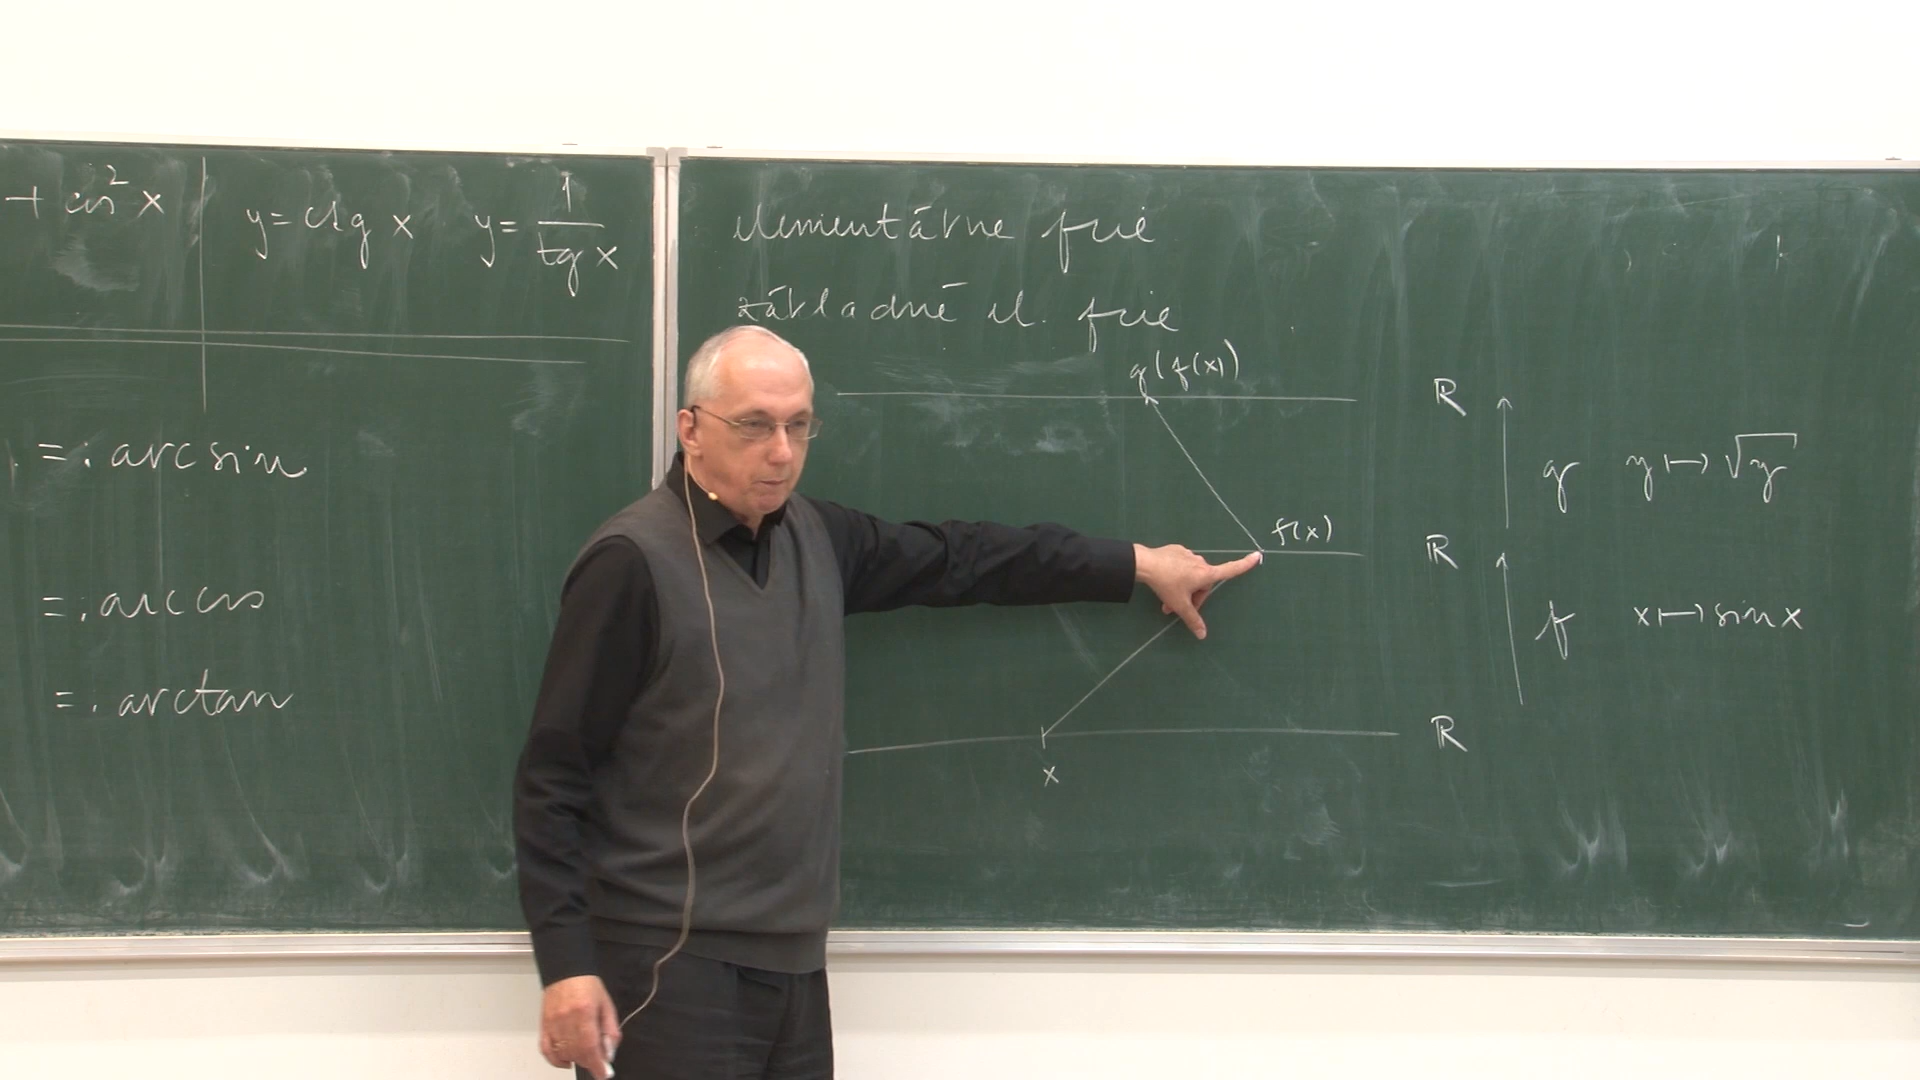 + cos² x
y = ctg x
y = 1/tg x
=: arcsin
=: arccos
=: arctan
elementárne fcie
základné el. fcie
g(f(x))
ℝ
g y ↦ √y
f(x)
ℝ
f x ↦ sin x
ℝ
x